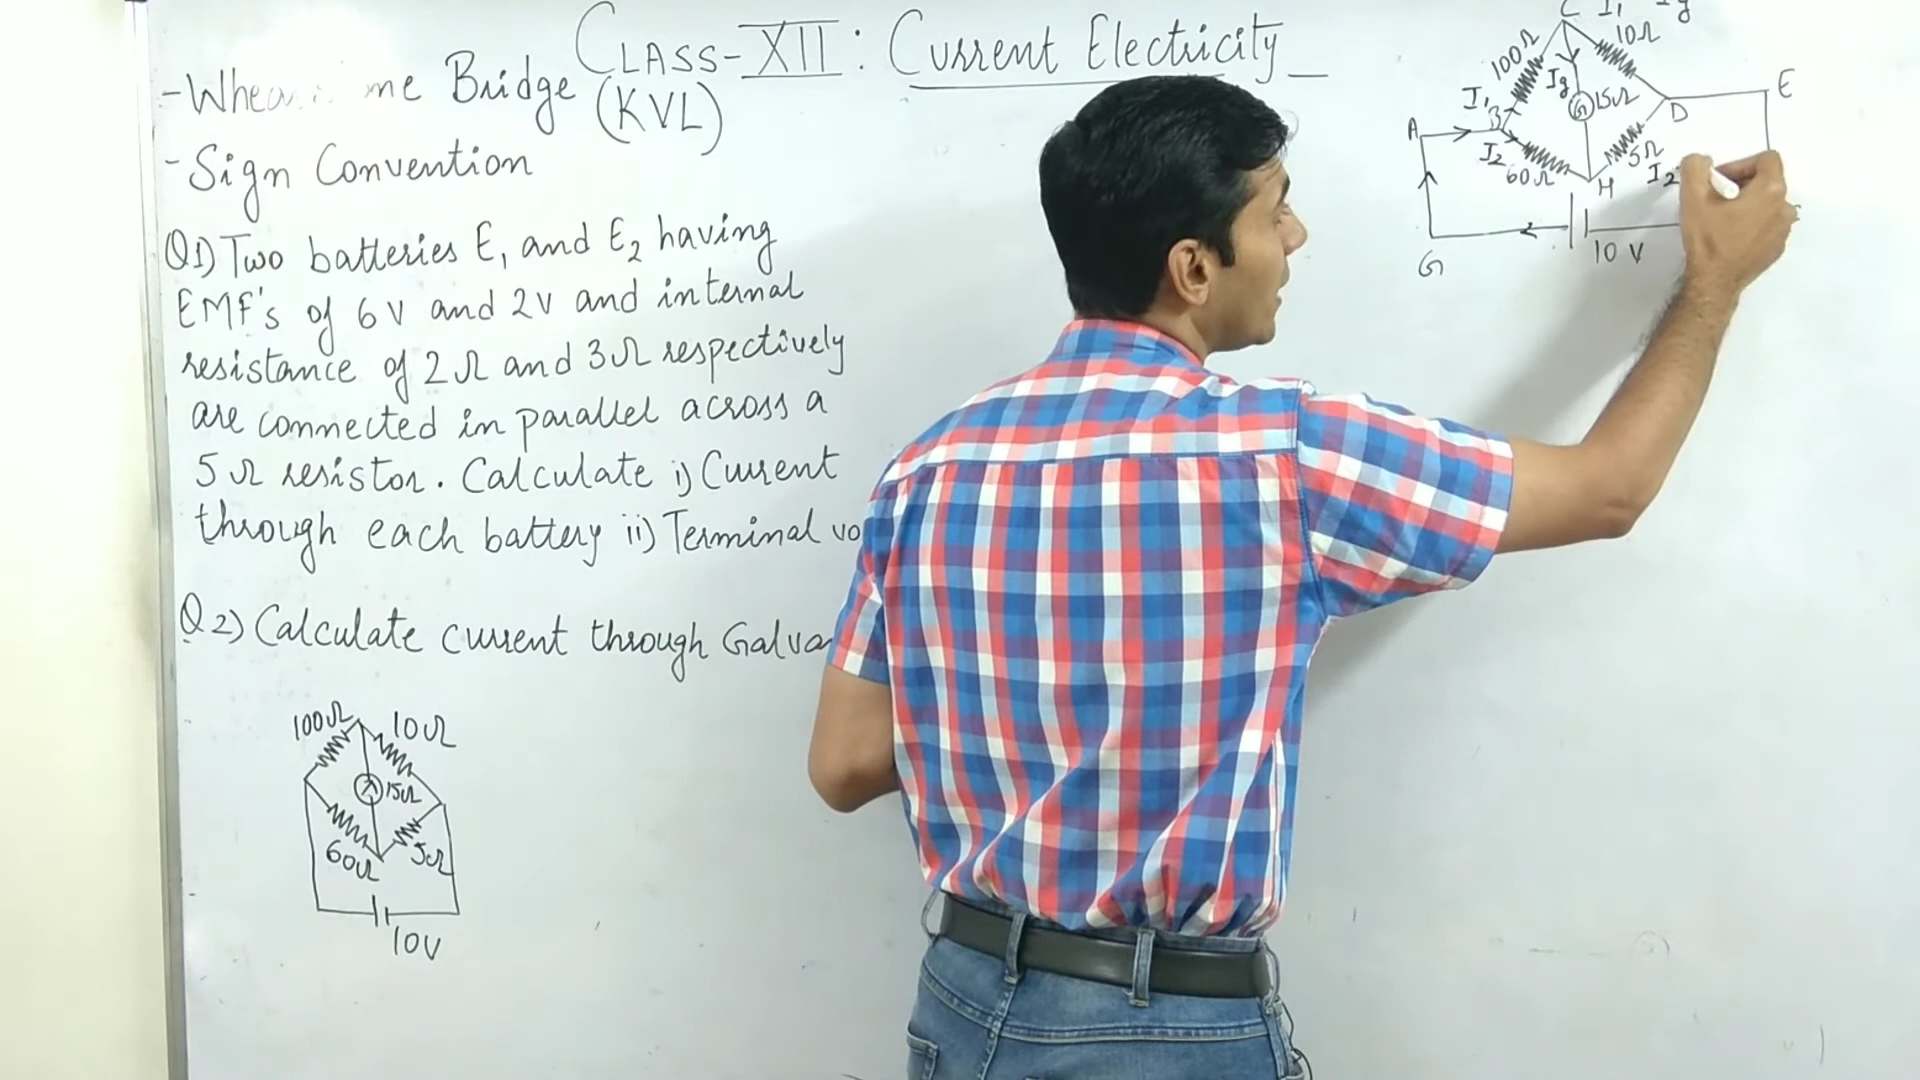 CLASS-XII: Current Electricity
- me Bridge (KVL)
- Sign Convention
Q1) Two batteries E₁ and E₂ having
EMF's of 6V and 2V and internal
resistance of 2Ω and 3Ω respectively
are connected in parallel across a
5Ω resistor. Calculate i) Current
through each battery ii) Terminal vo
Q2) Calculate current through Galva
100Ω 10Ω
15Ω
60Ω 5Ω
10V
C I₁ Ig
100Ω 10Ω
I₁ Ig G 15Ω E
A B D
I₂ 60Ω 5Ω
H I₂
10 V
G